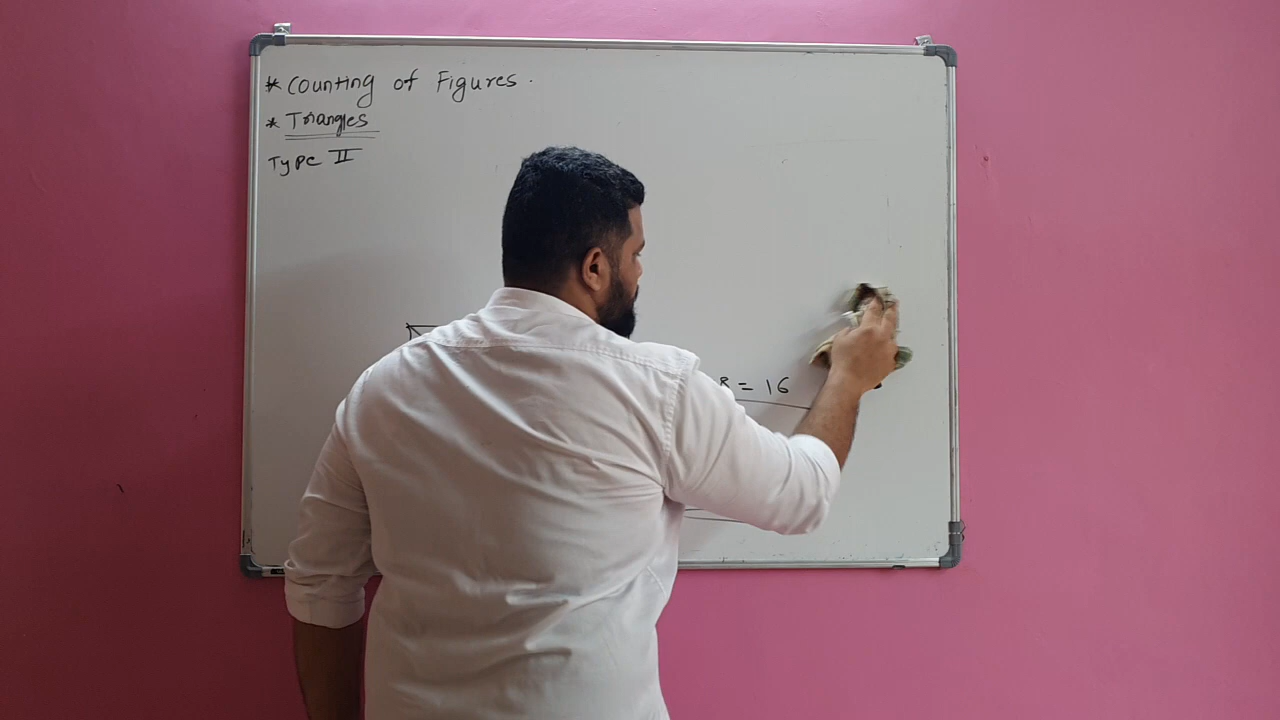 * Counting of Figures.
* Triangles
Type II
= 16